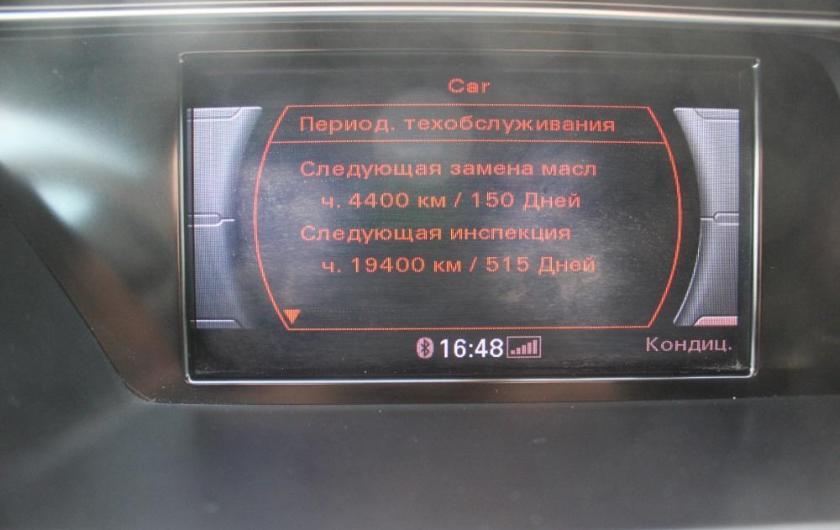 Car
Период. техобслуживания
Следующая замена масл
ч. 4400 км / 150 Дней
Следующая инспекция
ч. 19400 км / 515 Дней
16:48
Кондиц.